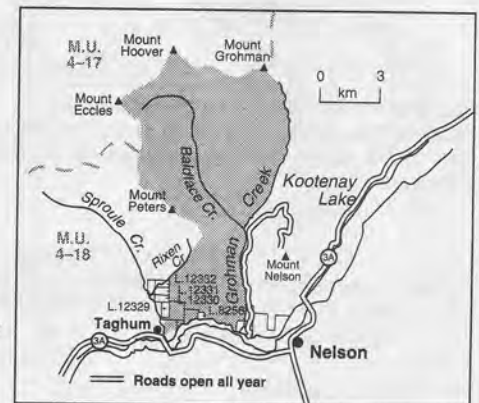 M.U.
4–17
Mount
Hoover
Mount
Grohman
0 3
km
Mount
Eccles
Baldface Cr.
Creek
Grohman
Kootenay
Lake
Sproule Cr.
Mount
Peters
M.U.
4–18
Rixen
Cr.
Mount
Nelson
3A
L.12332
L.12331
L.12330
L.12329
L.8256
Taghum
3A
Nelson
Roads open all year